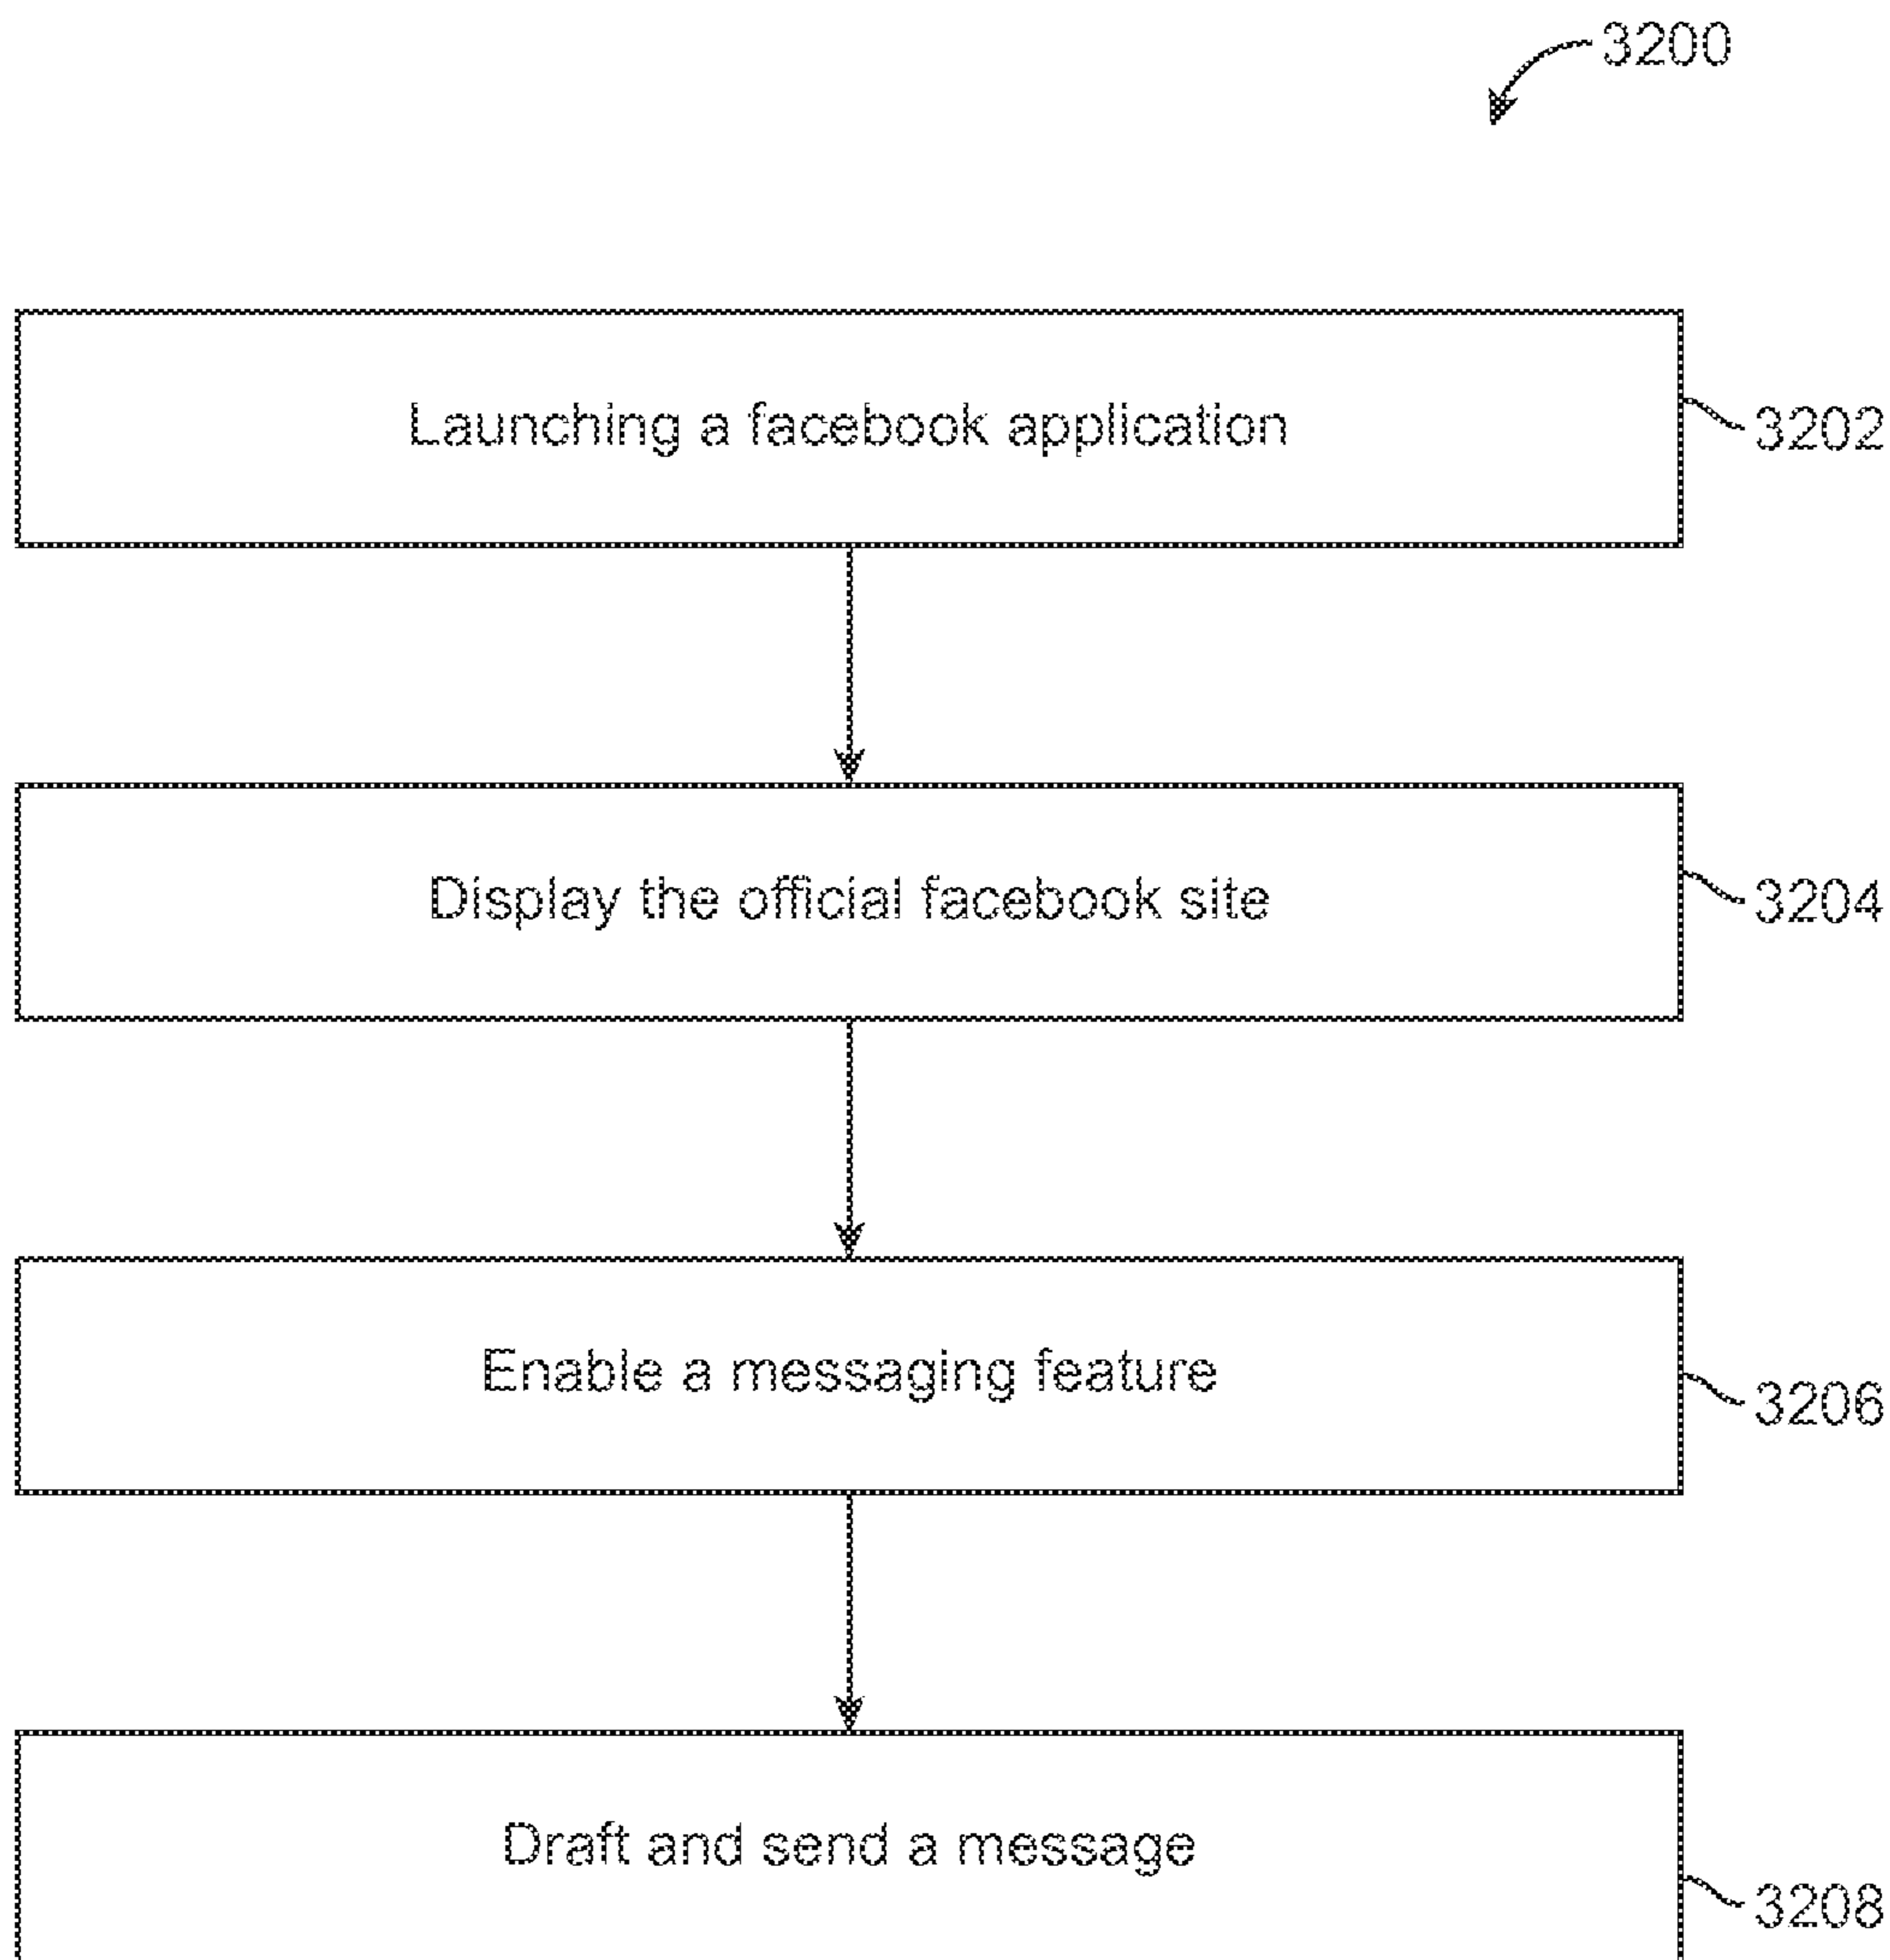 3200
Launching a facebook application
3202
Display the official facebook site
3204
Enable a messaging feature
3206
Draft and send a message
3208